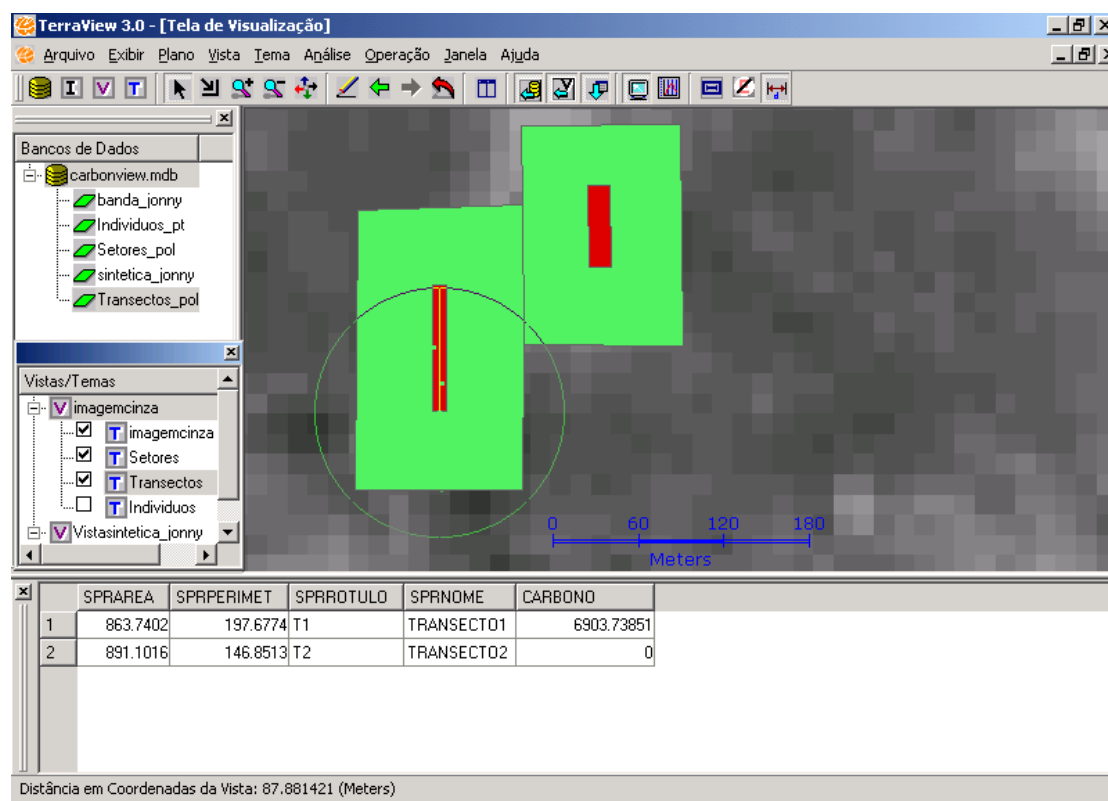 TerraView 3.0 - [Tela de Visualização]
Arquivo Exibir Plano Vista Tema Análise Operação Janela Ajuda
I V T
Bancos de Dados
carbonview.mdb
banda_jonny
Individuos_pt
Setores_pol
sintetica_jonny
Transectos_pol
Vistas/Temas
V imagemcinza
T imagemcinza
T Setores
T Transectos
T Individuos
V Vistasintetica_jonny
0 60 120 180
Meters
SPRAREA SPRPERIMET SPRROTULO SPRNOME CARBONO
1 863.7402 197.6774 T1 TRANSECTO1 6903.73851
2 891.1016 146.8513 T2 TRANSECTO2 0
Distância em Coordenadas da Vista: 87.881421 (Meters)